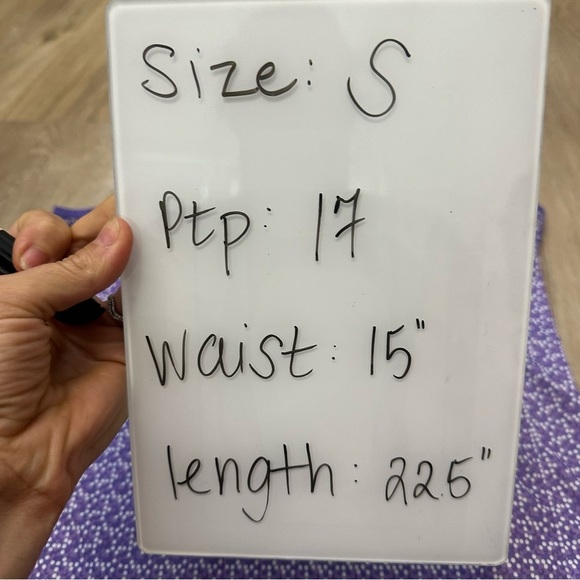 Size: S
Ptp: 17
Waist: 15"
length: 22.5"